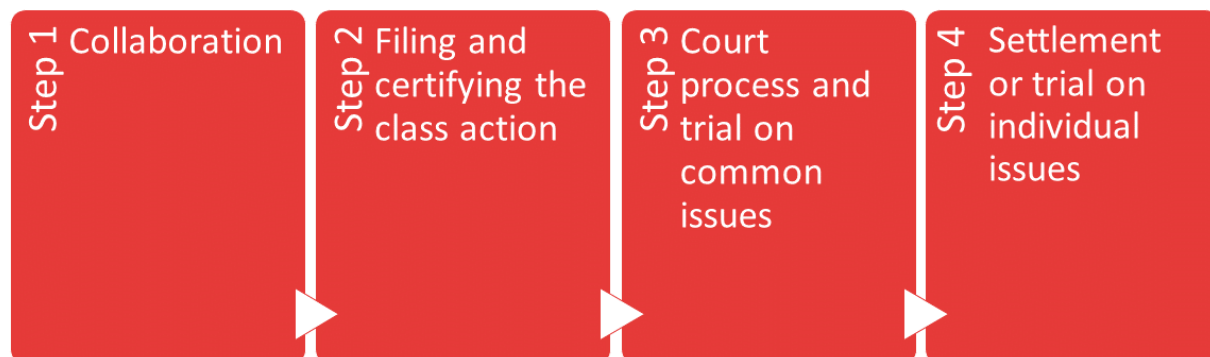 Step 1
Collaboration
Step 2
Filing and
certifying the
class action
Step 3
Court
process and
trial on
common
issues
Step 4
Settlement
or trial on
individual
issues